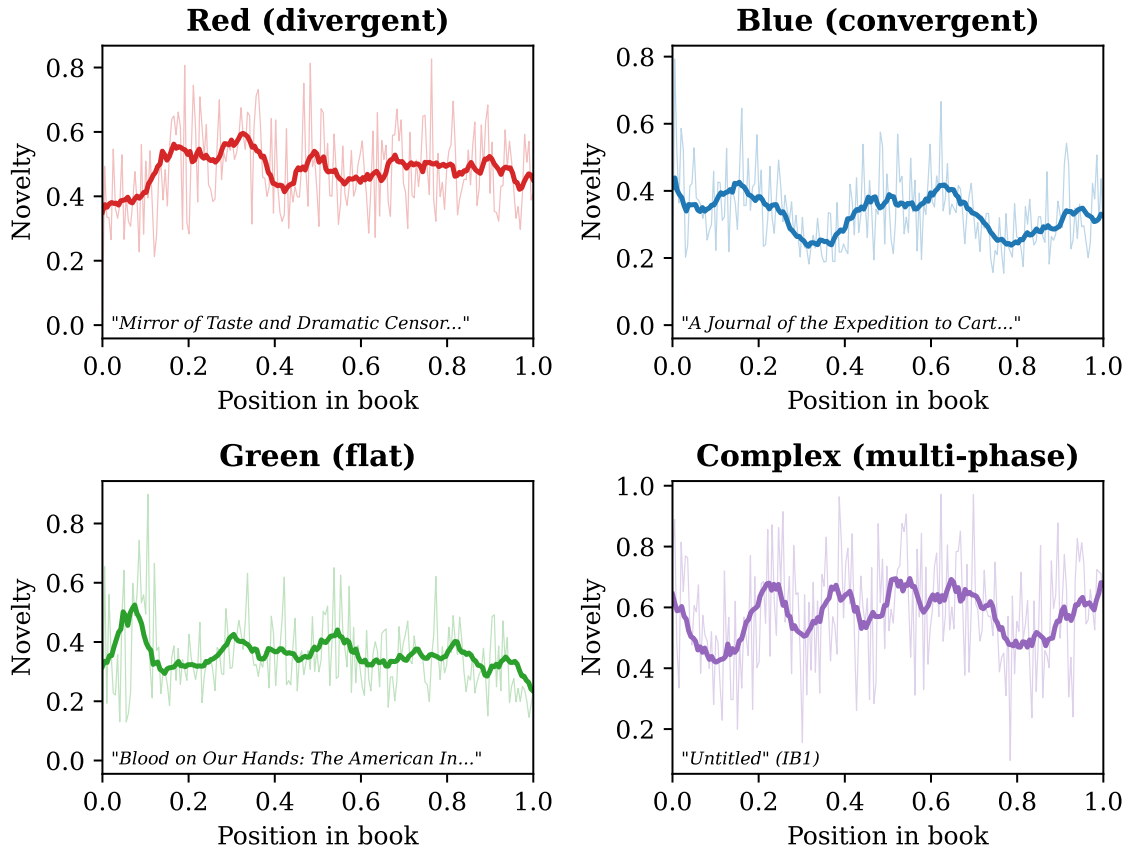 Red (divergent)
Novelty
0.8
0.6
0.4
0.2
0.0
"Mirror of Taste and Dramatic Censor..."
0.0 0.2 0.4 0.6 0.8 1.0
Position in book
Blue (convergent)
Novelty
0.8
0.6
0.4
0.2
0.0
"A Journal of the Expedition to Cart..."
0.0 0.2 0.4 0.6 0.8 1.0
Position in book
Green (flat)
Novelty
0.8
0.6
0.4
0.2
0.0
"Blood on Our Hands: The American In..."
0.0 0.2 0.4 0.6 0.8 1.0
Position in book
Complex (multi-phase)
Novelty
1.0
0.8
0.6
0.4
0.2
"Untitled" (IB1)
0.0 0.2 0.4 0.6 0.8 1.0
Position in book